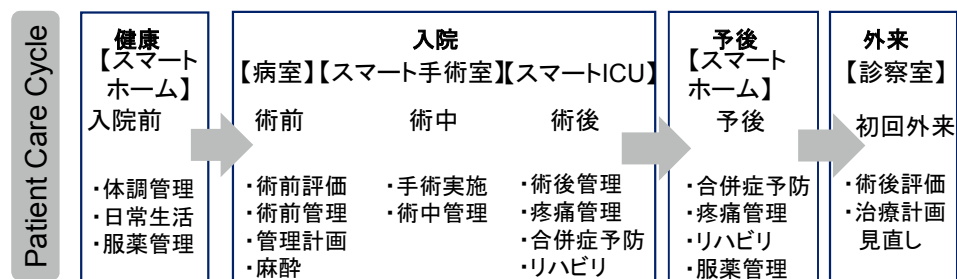 Patient Care Cycle
健康
【スマート
ホーム】
入院前
・体調管理
・日常生活
・服薬管理
入院
【病室】【スマート手術室】【スマートICU】
術前 術中 術後
・術前評価
・術前管理
・管理計画
・麻酔
・手術実施
・術中管理
・術後管理
・疼痛管理
・合併症予防
・リハビリ
予後
【スマート
ホーム】
予後
・合併症予防
・疼痛管理
・リハビリ
・服薬管理
外来
【診察室】
初回外来
・術後評価
・治療計画
見直し